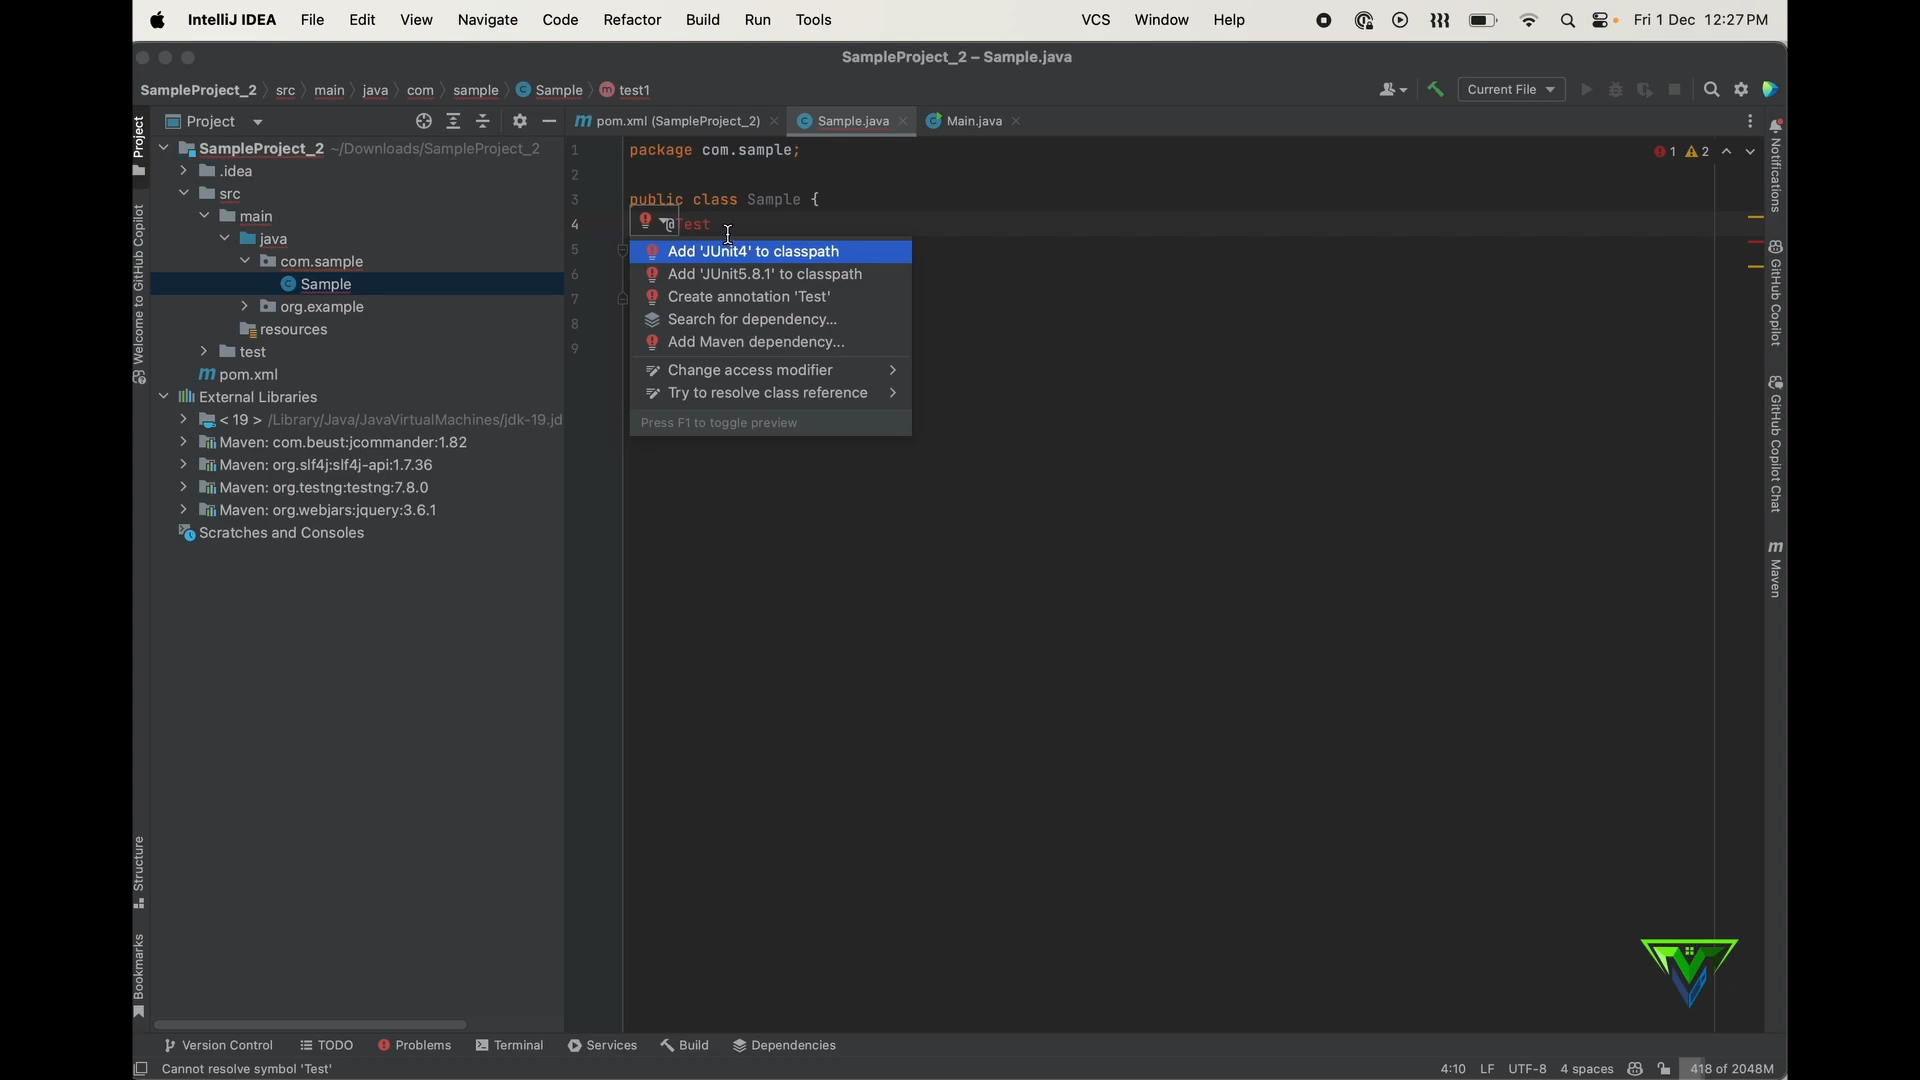 IntelliJ IDEA File Edit View Navigate Code Refactor Build Run Tools VCS Window Help Fri 1 Dec 12:27 PM
SampleProject_2 – Sample.java
SampleProject_2 src main java com sample Sample test1 Current File
Project pom.xml (SampleProject_2) Sample.java Main.java
SampleProject_2 ~/Downloads/SampleProject_2
.idea
src
main
java
com.sample
Sample
org.example
resources
test
pom.xml
External Libraries
< 19 > /Library/Java/JavaVirtualMachines/jdk-19.jd
Maven: com.beust:jcommander:1.82
Maven: org.slf4j:slf4j-api:1.7.36
Maven: org.testng:testng:7.8.0
Maven: org.webjars:jquery:3.6.1
Scratches and Consoles
1 package com.sample;
2
3 public class Sample {
4 @Test
5
6
7
8
9
1 2
Add 'JUnit4' to classpath
Add 'JUnit5.8.1' to classpath
Create annotation 'Test'
Search for dependency...
Add Maven dependency...
Change access modifier
Try to resolve class reference
Press F1 to toggle preview
Project
Welcome to GitHub Copilot
Structure
Bookmarks
Notifications
GitHub Copilot
GitHub Copilot Chat
Maven
Version Control TODO Problems Terminal Services Build Dependencies
Cannot resolve symbol 'Test' 4:10 LF UTF-8 4 spaces 418 of 2048M